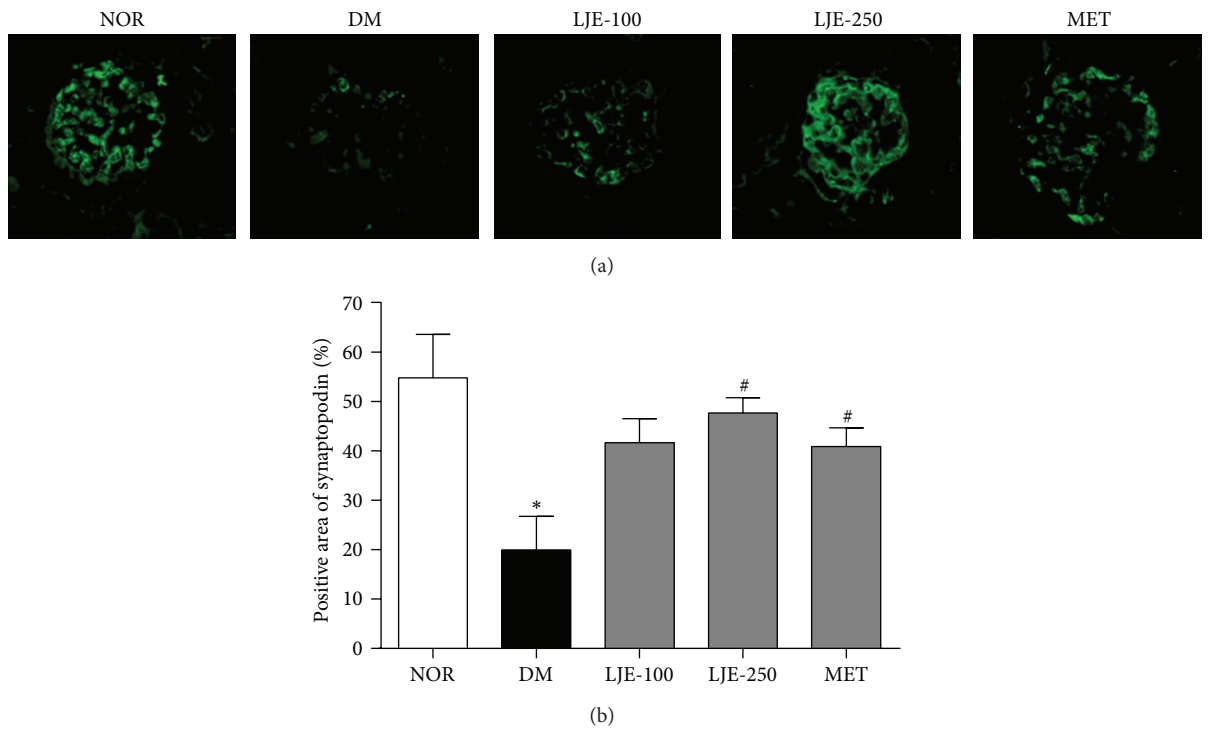 NOR DM LJE-100 LJE-250 MET
(a)
Positive area of synaptopodin (%)
70
60
50
40
30
20
10
0
*
#
#
NOR DM LJE-100 LJE-250 MET
(b)